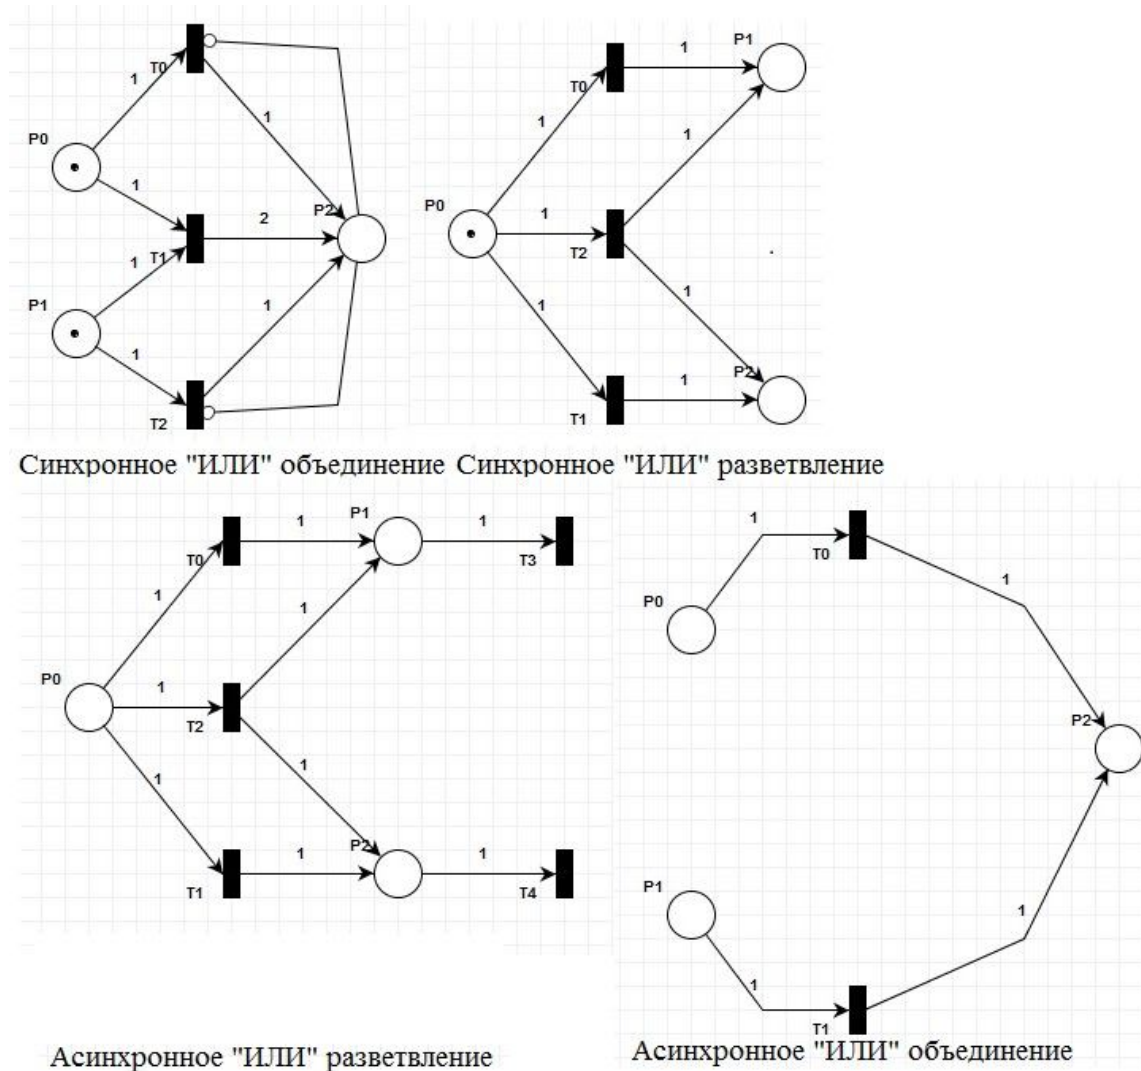 T0
1
1
P0
1
2
P2
T1
1
P1
1
1
T2
P1
1
T0
1
1
P0
1
T2
1
1
P2
1
T1
Синхронное "ИЛИ" объединение
Синхронное "ИЛИ" разветвление
P1
1
1
T0
T3
1
1
P0
1
T2
1
1
P2
1
1
T1
T4
Асинхронное "ИЛИ" разветвление
1
T0
1
P0
P2
P1
1
1
T1
Асинхронное "ИЛИ" объединение